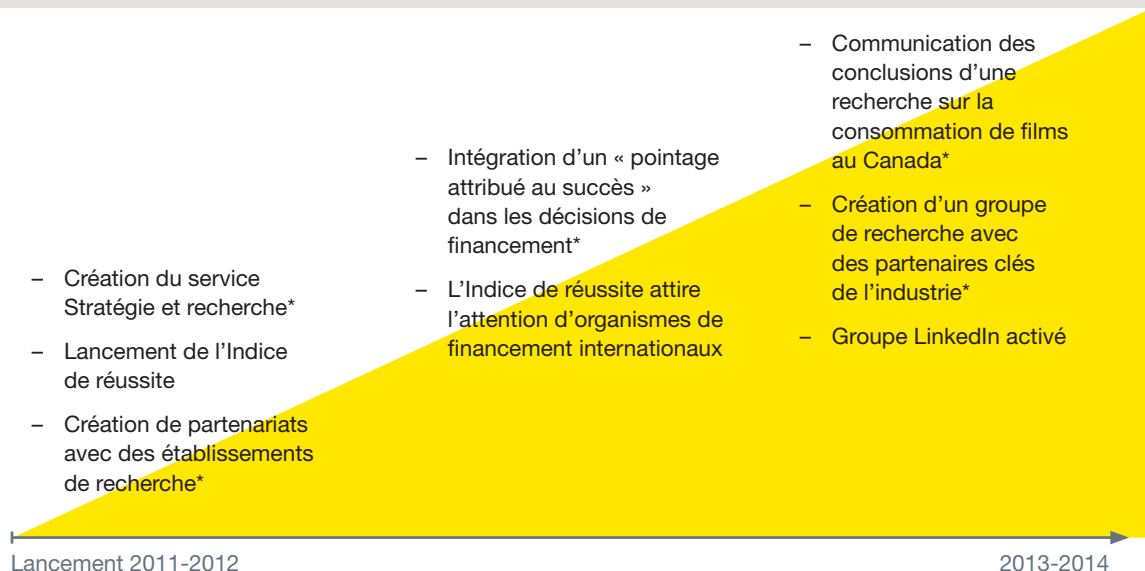 – Création du service
Stratégie et recherche*
– Lancement de l’Indice
de réussite
– Création de partenariats
avec des établissements
de recherche*
– Intégration d’un « pointage
attribué au succès »
dans les décisions de
financement*
– L’Indice de réussite attire
l’attention d’organismes de
financement internationaux
– Communication des
conclusions d’une
recherche sur la
consommation de films
au Canada*
– Création d’un groupe
de recherche avec
des partenaires clés
de l’industrie*
– Groupe LinkedIn activé
Lancement 2011-2012
2013-2014